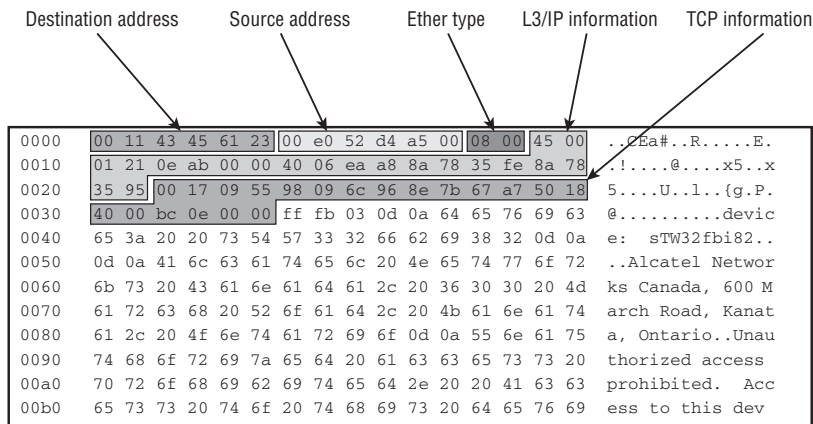 Destination address Source address Ether type L3/IP information TCP information
0000 00 11 43 45 61 23 00 e0 52 d4 a5 00 08 00 45 00 ..CEa#..R.....E.
0010 01 21 0e ab 00 00 40 06 ea a8 8a 78 35 fe 8a 78 .!....@....x5..x
0020 35 95 00 17 09 55 98 09 6c 96 8e 7b 67 a7 50 18 5....U..l..{g.P.
0030 40 00 bc 0e 00 00 ff fb 03 0d 0a 64 65 76 69 63 @..........devic
0040 65 3a 20 20 73 54 57 33 32 66 62 69 38 32 0d 0a e: sTW32fbi82..
0050 0d 0a 41 6c 63 61 74 65 6c 20 4e 65 74 77 6f 72 ..Alcatel Networ
0060 6b 73 20 43 61 6e 61 64 61 2c 20 36 30 30 20 4d ks Canada, 600 M
0070 61 72 63 68 20 52 6f 61 64 2c 20 4b 61 6e 61 74 arch Road, Kanat
0080 61 2c 20 4f 6e 74 61 72 69 6f 0d 0a 55 6e 61 75 a, Ontario..Unau
0090 74 68 6f 72 69 7a 65 64 20 61 63 63 65 73 73 20 thorized access
00a0 70 72 6f 68 69 62 69 74 65 64 2e 20 20 41 63 63 prohibited. Acc
00b0 65 73 73 20 74 6f 20 74 68 69 73 20 64 65 76 69 ess to this dev